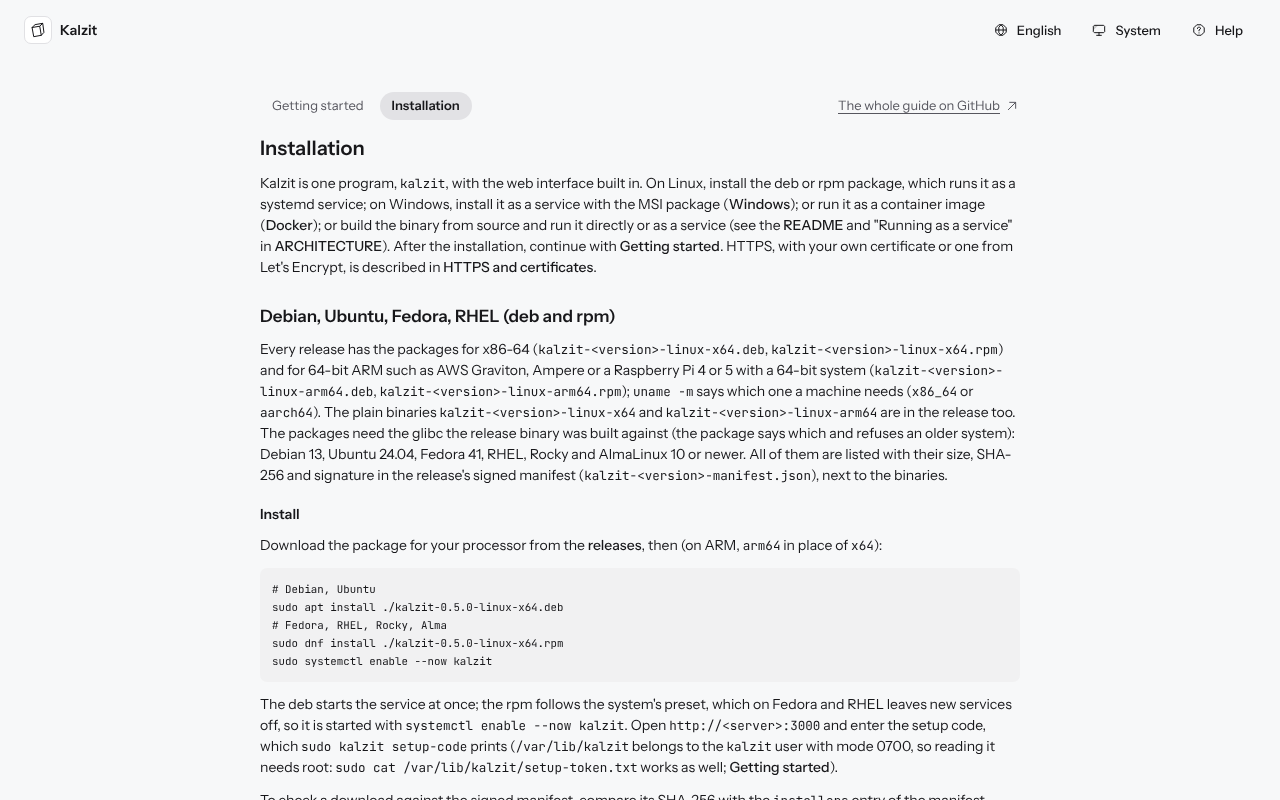 Kalzit
English
System
Help
Getting started
Installation
The whole guide on GitHub
Installation
Kalzit is one program, kalzit, with the web interface built in. On Linux, install the deb or rpm package, which runs it as a
systemd service; on Windows, install it as a service with the MSI package (Windows); or run it as a container image
(Docker); or build the binary from source and run it directly or as a service (see the README and "Running as a service"
in ARCHITECTURE). After the installation, continue with Getting started. HTTPS, with your own certificate or one from
Let's Encrypt, is described in HTTPS and certificates.
Debian, Ubuntu, Fedora, RHEL (deb and rpm)
Every release has the packages for x86-64 (kalzit-<version>-linux-x64.deb, kalzit-<version>-linux-x64.rpm)
and for 64-bit ARM such as AWS Graviton, Ampere or a Raspberry Pi 4 or 5 with a 64-bit system (kalzit-<version>-
linux-arm64.deb, kalzit-<version>-linux-arm64.rpm); uname -m says which one a machine needs (x86_64 or
aarch64). The plain binaries kalzit-<version>-linux-x64 and kalzit-<version>-linux-arm64 are in the release too.
The packages need the glibc the release binary was built against (the package says which and refuses an older system):
Debian 13, Ubuntu 24.04, Fedora 41, RHEL, Rocky and AlmaLinux 10 or newer. All of them are listed with their size, SHA-
256 and signature in the release's signed manifest (kalzit-<version>-manifest.json), next to the binaries.
Install
Download the package for your processor from the releases, then (on ARM, arm64 in place of x64):
# Debian, Ubuntu
sudo apt install ./kalzit-0.5.0-linux-x64.deb
# Fedora, RHEL, Rocky, Alma
sudo dnf install ./kalzit-0.5.0-linux-x64.rpm
sudo systemctl enable --now kalzit
The deb starts the service at once; the rpm follows the system's preset, which on Fedora and RHEL leaves new services
off, so it is started with systemctl enable --now kalzit. Open http://<server>:3000 and enter the setup code,
which sudo kalzit setup-code prints (/var/lib/kalzit belongs to the kalzit user with mode 0700, so reading it
needs root: sudo cat /var/lib/kalzit/setup-token.txt works as well; Getting started).
To check a download against the signed manifest, compare its SHA-256 with the installers entry of the manifest